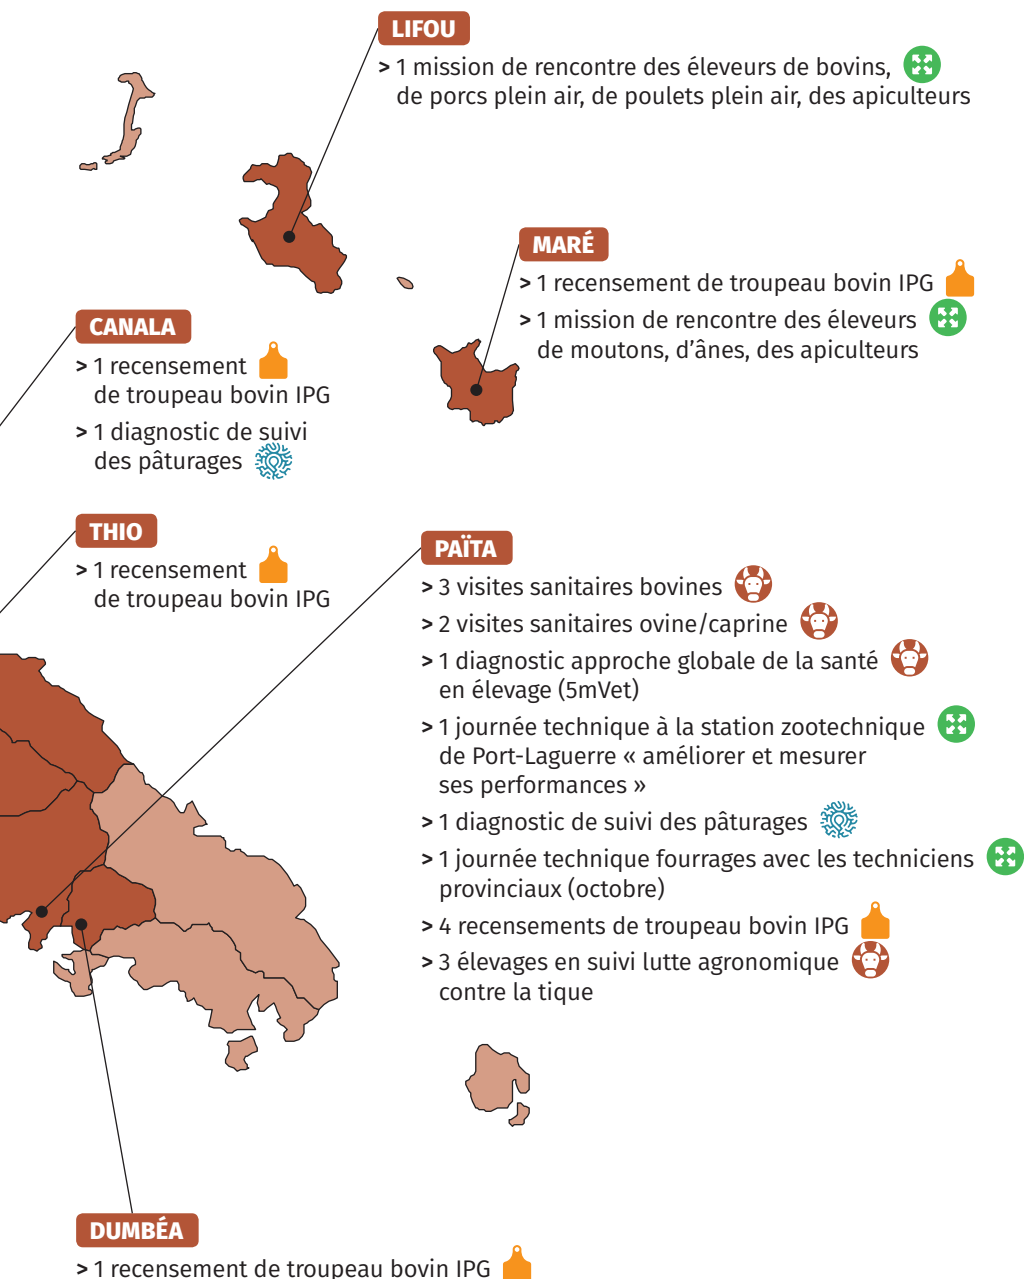 LIFOU
> 1 mission de rencontre des éleveurs de bovins,
de porcs plein air, de poulets plein air, des apiculteurs
MARÉ
> 1 recensement de troupeau bovin IPG
> 1 mission de rencontre des éleveurs
de moutons, d’ânes, des apiculteurs
CANALA
> 1 recensement
de troupeau bovin IPG
> 1 diagnostic de suivi
des pâturages
THIO
> 1 recensement
de troupeau bovin IPG
PAÏTA
> 3 visites sanitaires bovines
> 2 visites sanitaires ovine/caprine
> 1 diagnostic approche globale de la santé
en élevage (5mVet)
> 1 journée technique à la station zootechnique
de Port-Laguerre « améliorer et mesurer
ses performances »
> 1 diagnostic de suivi des pâturages
> 1 journée technique fourrages avec les techniciens
provinciaux (octobre)
> 4 recensements de troupeau bovin IPG
> 3 élevages en suivi lutte agronomique
contre la tique
DUMBÉA
> 1 recensement de troupeau bovin IPG